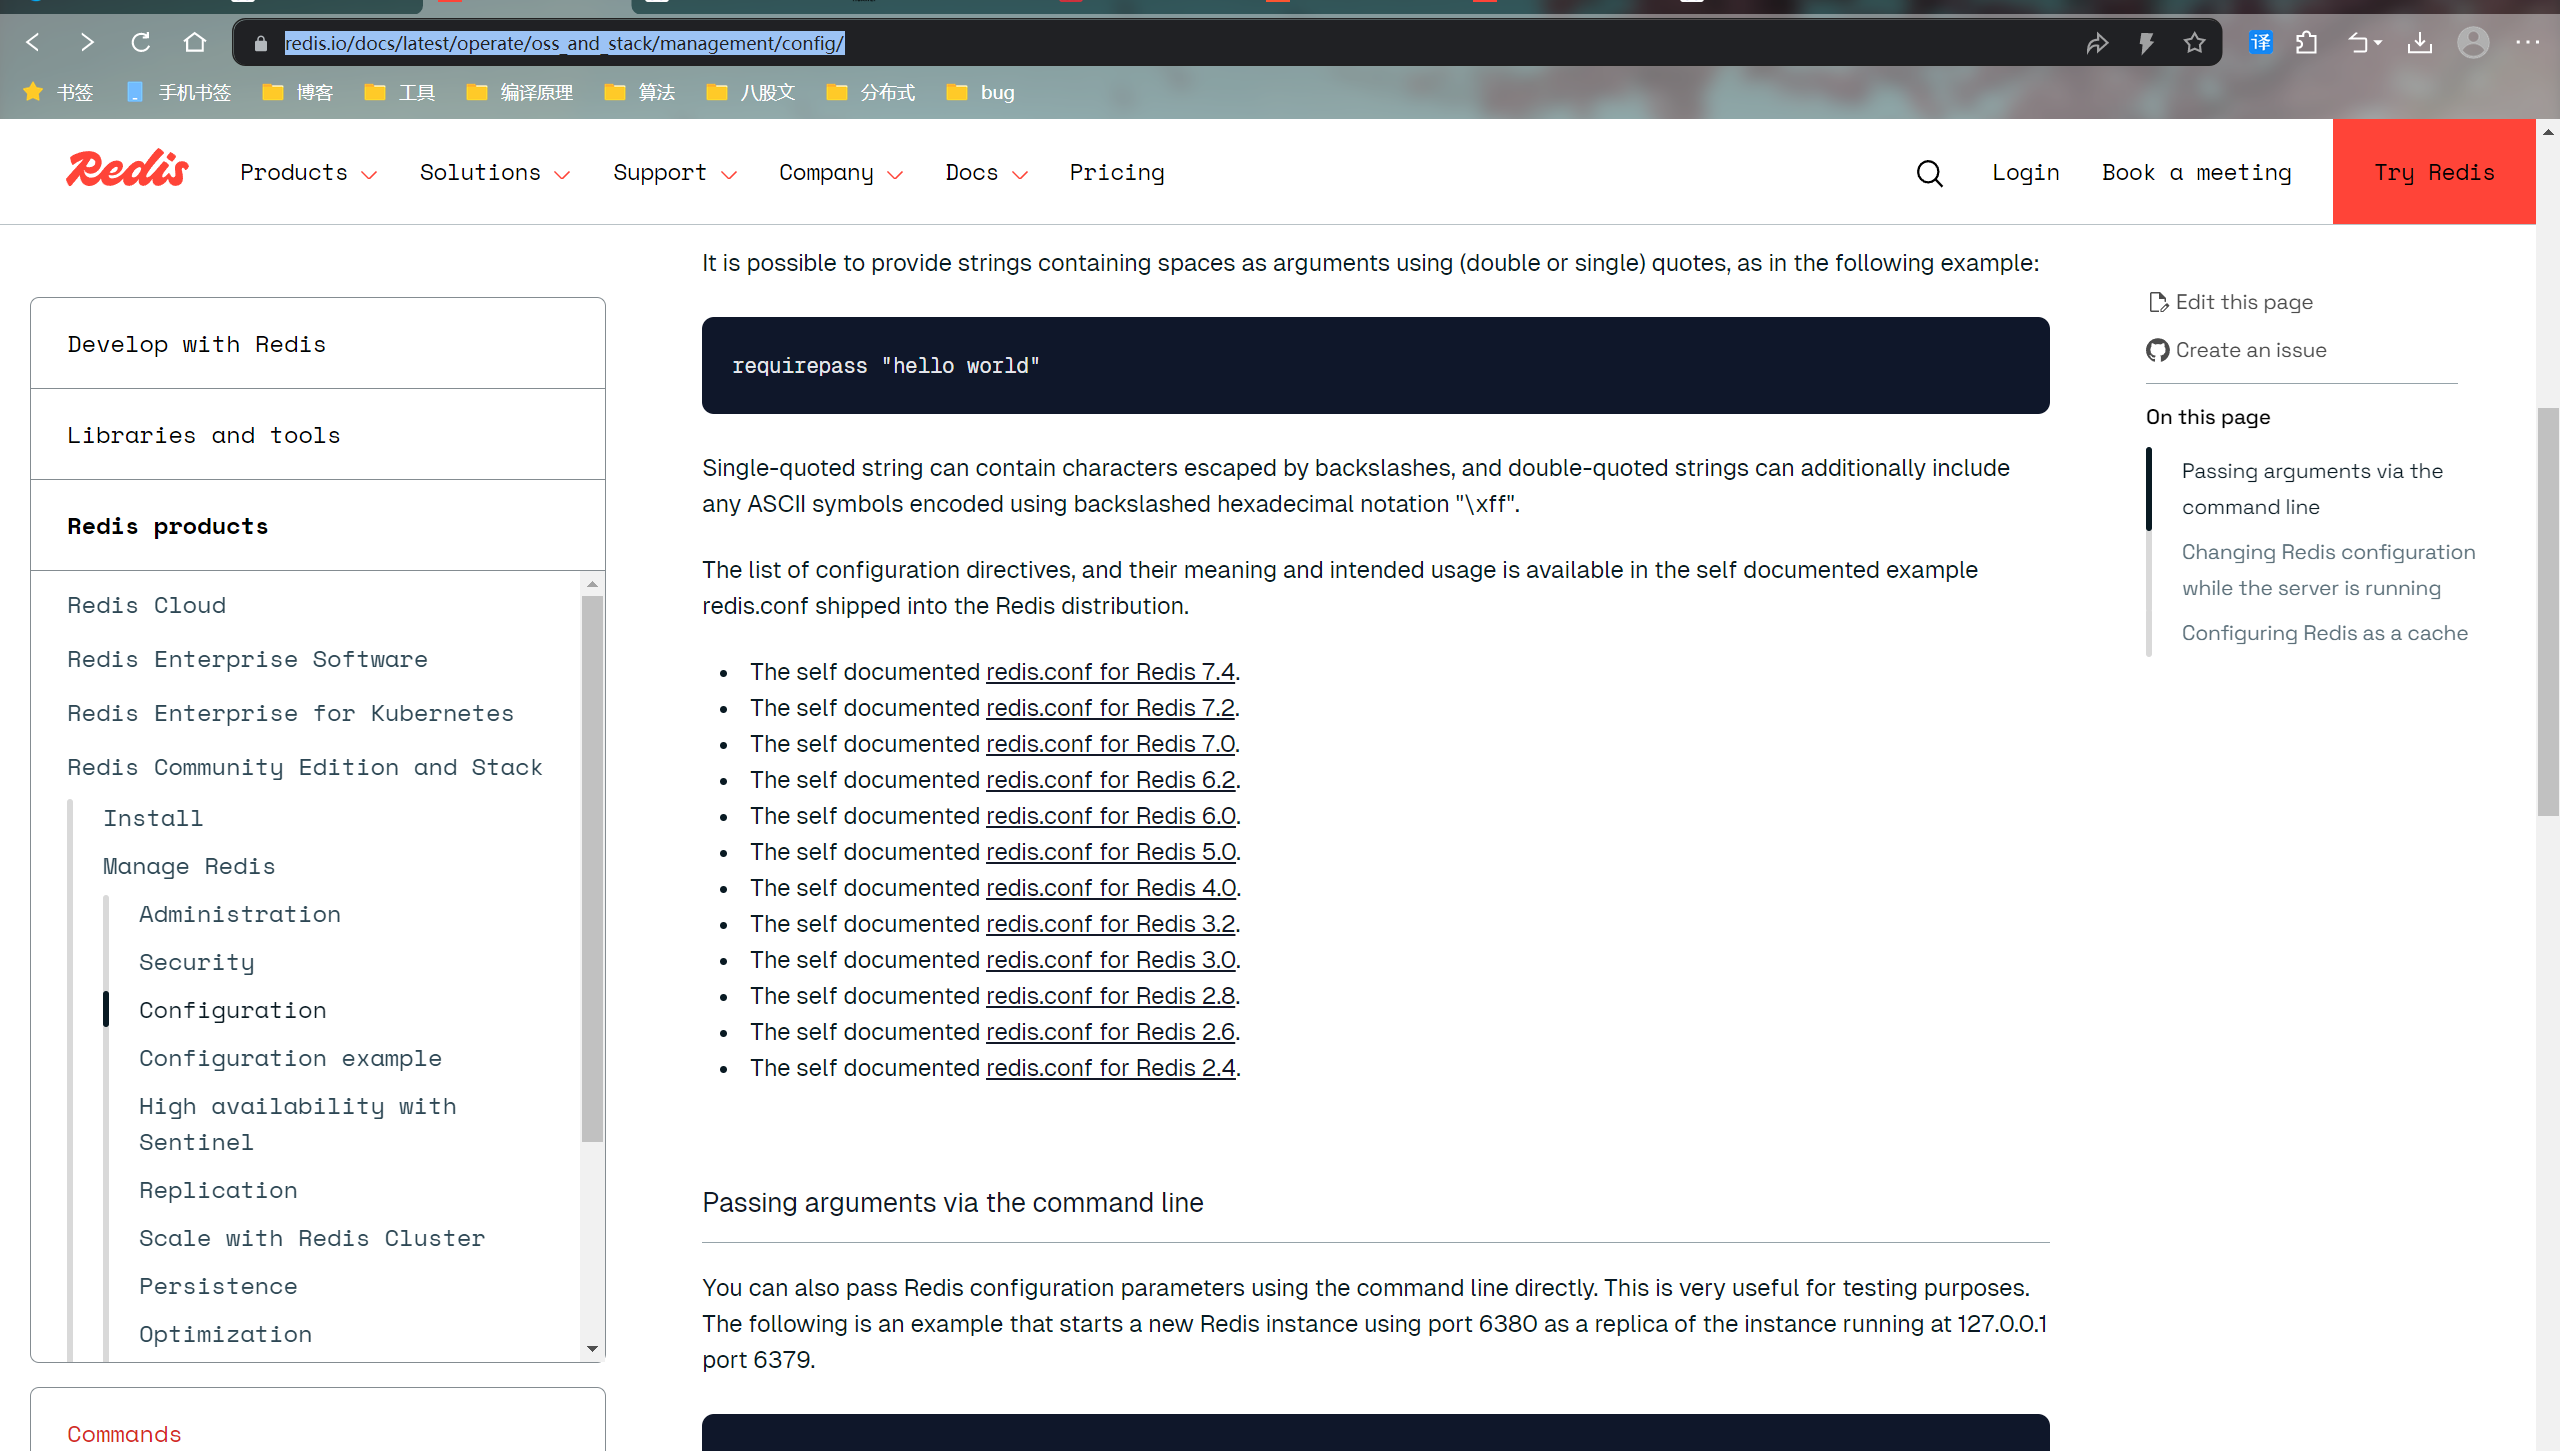 redis.io/docs/latest/operate/oss_and_stack/management/config/
译
书签 手机书签 博客 工具 编译原理 算法 八股文 分布式 bug
Redis Products Solutions Support Company Docs Pricing Login Book a meeting Try Redis
Develop with Redis
Libraries and tools
Redis products
Redis Cloud
Redis Enterprise Software
Redis Enterprise for Kubernetes
Redis Community Edition and Stack
Install
Manage Redis
Administration
Security
Configuration
Configuration example
High availability with
Sentinel
Replication
Scale with Redis Cluster
Persistence
Optimization
Commands
It is possible to provide strings containing spaces as arguments using (double or single) quotes, as in the following example:
requirepass "hello world"
Single-quoted string can contain characters escaped by backslashes, and double-quoted strings can additionally include
any ASCII symbols encoded using backslashed hexadecimal notation "\xff".
The list of configuration directives, and their meaning and intended usage is available in the self documented example
redis.conf shipped into the Redis distribution.
The self documented redis.conf for Redis 7.4.
The self documented redis.conf for Redis 7.2.
The self documented redis.conf for Redis 7.0.
The self documented redis.conf for Redis 6.2.
The self documented redis.conf for Redis 6.0.
The self documented redis.conf for Redis 5.0.
The self documented redis.conf for Redis 4.0.
The self documented redis.conf for Redis 3.2.
The self documented redis.conf for Redis 3.0.
The self documented redis.conf for Redis 2.8.
The self documented redis.conf for Redis 2.6.
The self documented redis.conf for Redis 2.4.
Passing arguments via the command line
You can also pass Redis configuration parameters using the command line directly. This is very useful for testing purposes.
The following is an example that starts a new Redis instance using port 6380 as a replica of the instance running at 127.0.0.1
port 6379.
Edit this page
Create an issue
On this page
Passing arguments via the
command line
Changing Redis configuration
while the server is running
Configuring Redis as a cache